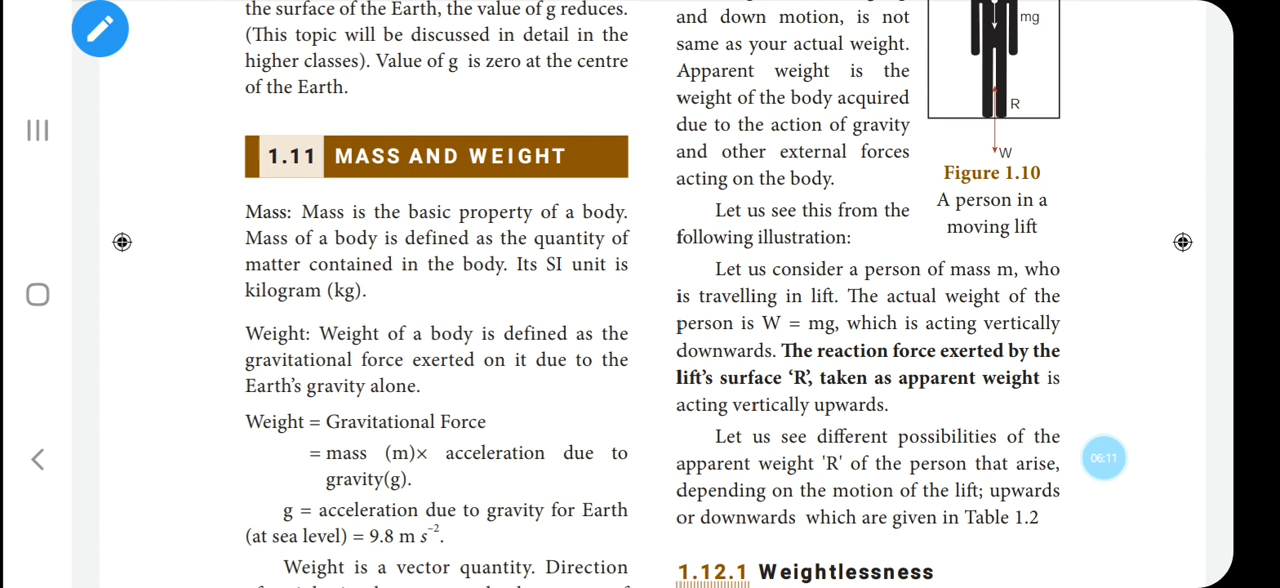 the surface of the Earth, the value of g reduces.
(This topic will be discussed in detail in the
higher classes). Value of g is zero at the centre
of the Earth.
1.11 MASS AND WEIGHT
Mass: Mass is the basic property of a body.
Mass of a body is defined as the quantity of
matter contained in the body. Its SI unit is
kilogram (kg).
Weight: Weight of a body is defined as the
gravitational force exerted on it due to the
Earth's gravity alone.
Weight = Gravitational Force
= mass (m)× acceleration due to
gravity(g).
g = acceleration due to gravity for Earth
(at sea level) = 9.8 m s⁻².
Weight is a vector quantity. Direction
and down motion, is not
same as your actual weight.
Apparent weight is the
weight of the body acquired
due to the action of gravity
and other external forces
acting on the body.
mg
R
W
Figure 1.10
A person in a
moving lift
Let us see this from the
following illustration:
Let us consider a person of mass m, who
is travelling in lift. The actual weight of the
person is W = mg, which is acting vertically
downwards. The reaction force exerted by the
lift's surface ‘R’, taken as apparent weight is
acting vertically upwards.
Let us see different possibilities of the
apparent weight 'R' of the person that arise,
depending on the motion of the lift; upwards
or downwards which are given in Table 1.2
1.12.1 Weightlessness
06:11